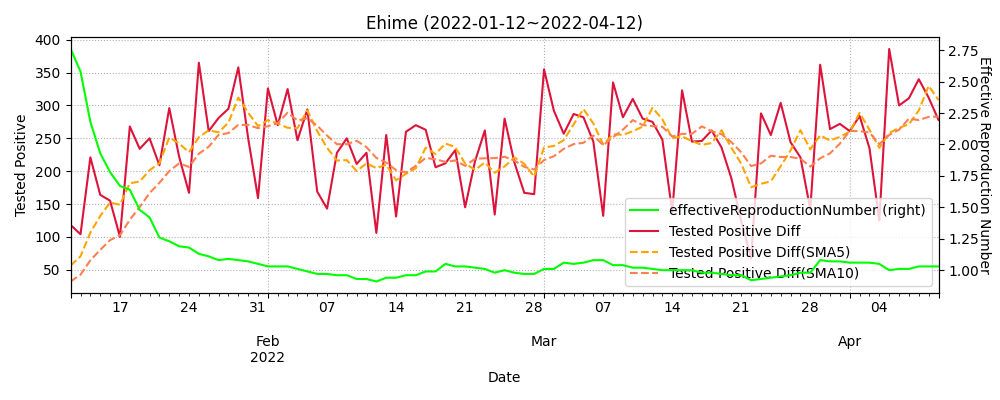 Ehime (2022-01-12~2022-04-12)
400
350
300
250
200
150
100
50
Tested Positive
2.75
2.50
2.25
2.00
1.75
1.50
1.25
1.00
Effective Reproduction Number
effectiveReproductionNumber (right)
Tested Positive Diff
Tested Positive Diff(SMA5)
Tested Positive Diff(SMA10)
17 24 31 07 14 21 28 07 14 21 28 04
Feb Mar Apr
2022
Date